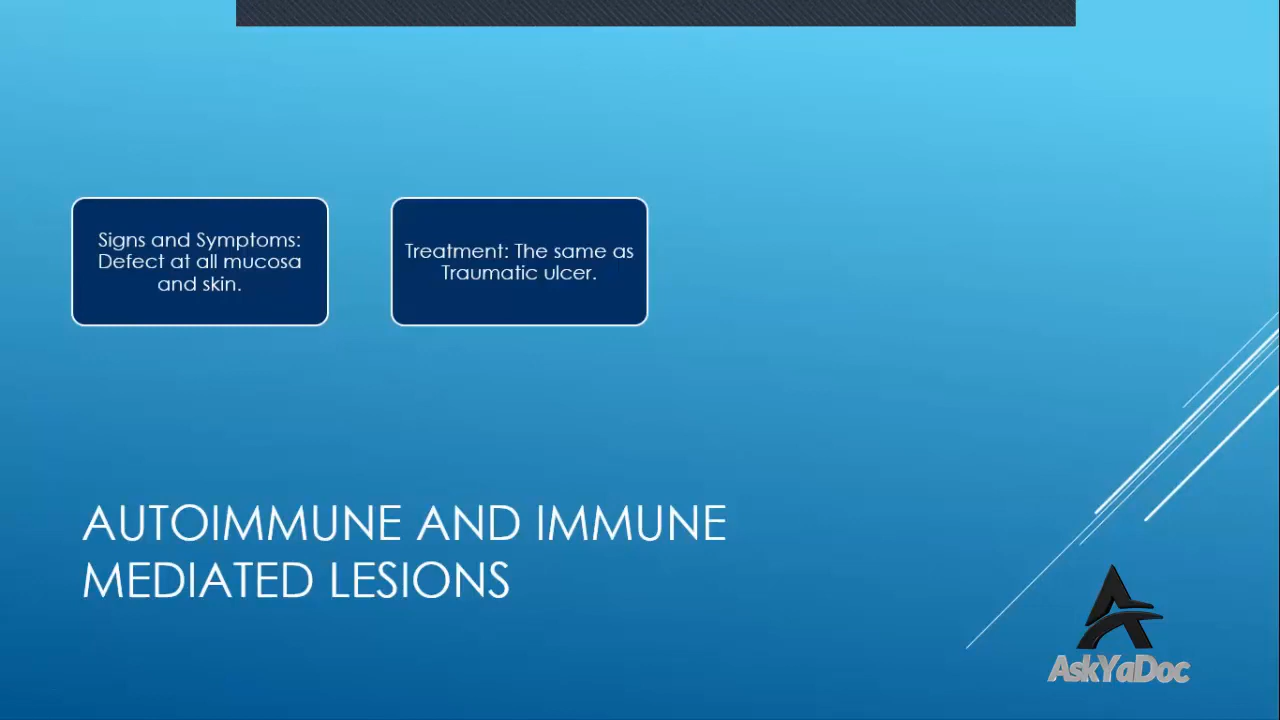 Signs and Symptoms:
Defect at all mucosa
and skin.
Treatment: The same as
Traumatic ulcer.
AUTOIMMUNE AND IMMUNE
MEDIATED LESIONS
AskYaDoc